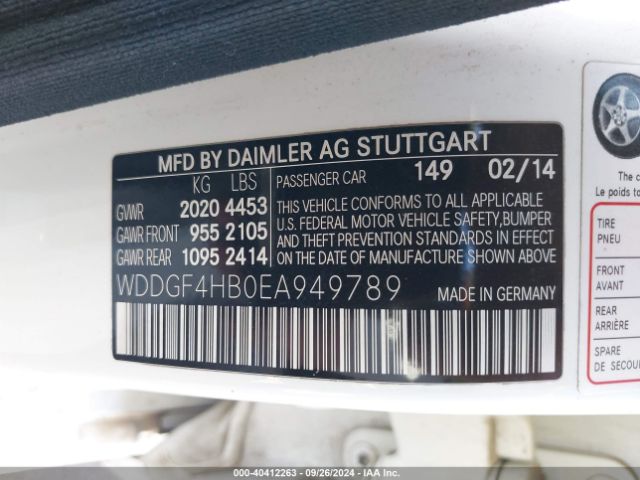 MFD BY DAIMLER AG STUTTGART
KG LBS
GVWR 2020 4453
GAWR FRONT 955 2105
GAWR REAR 1095 2414
PASSENGER CAR 149 02/14
THIS VEHICLE CONFORMS TO ALL APPLICABLE
U.S. FEDERAL MOTOR VEHICLE SAFETY,BUMPER
AND THEFT PREVENTION STANDARDS IN EFFECT
ON THE DATE OF MANUFACTURE SHOWN ABOVE
WDDGF4HB0EA949789 MADE IN GERMANY
The c
Le poids to
TIRE
PNEU
FRONT
AVANT
REAR
ARRIÈRE
SPARE
DE SECOU
000-40412263 - 09/26/2024 - IAA Inc.